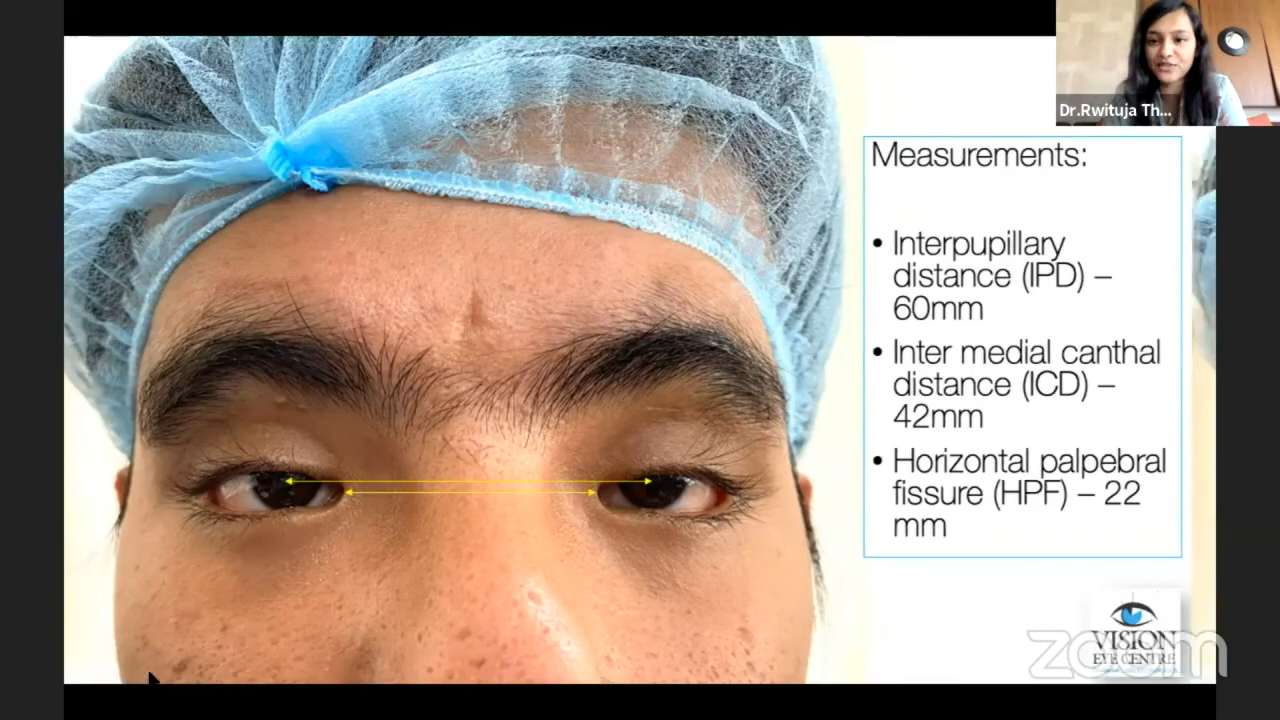 Dr.Rwituja Th...
Measurements:
• Interpupillary
distance (IPD) –
60mm
• Inter medial canthal
distance (ICD) –
42mm
• Horizontal palpebral
fissure (HPF) – 22
mm
VISION
EYE CENTRE
zoom